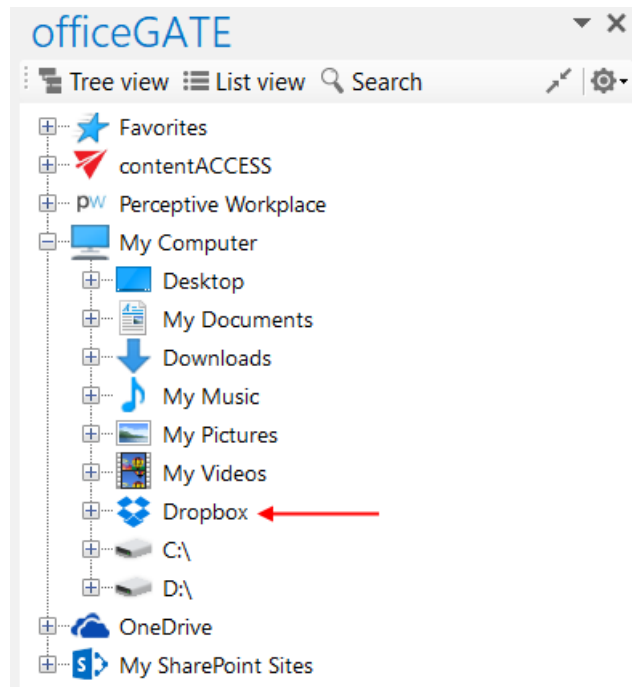 officeGATE
Tree view List view Search
Favorites
contentACCESS
pw Perceptive Workplace
My Computer
Desktop
My Documents
Downloads
My Music
My Pictures
My Videos
Dropbox
C:\
D:\
OneDrive
S My SharePoint Sites